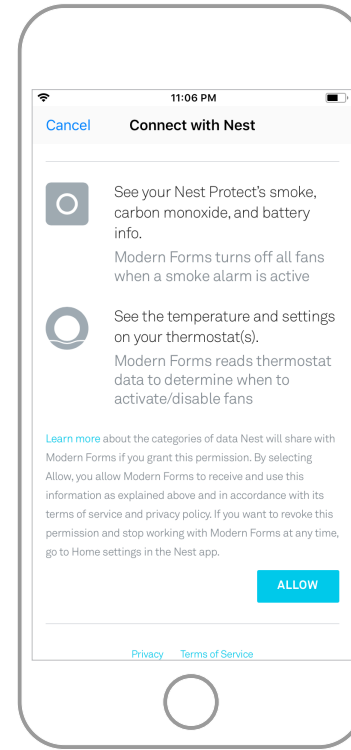 11:06 PM
Cancel Connect with Nest
See your Nest Protect's smoke,
carbon monoxide, and battery
info.
Modern Forms turns off all fans
when a smoke alarm is active
See the temperature and settings
on your thermostat(s).
Modern Forms reads thermostat
data to determine when to
activate/disable fans
Learn more about the categories of data Nest will share with
Modern Forms if you grant this permission. By selecting
Allow, you allow Modern Forms to receive and use this
information as explained above and in accordance with its
terms of service and privacy policy. If you want to revoke this
permission and stop working with Modern Forms at any time,
go to Home settings in the Nest app.
ALLOW
Privacy Terms of Service